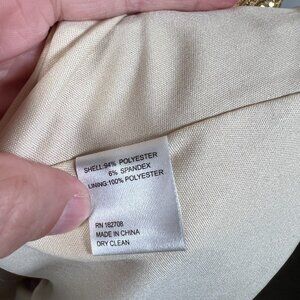 SHELL:94% POLYESTER
6% SPANDEX
LINING:100% POLYESTER
RN 162708
MADE IN CHINA
DRY CLEAN